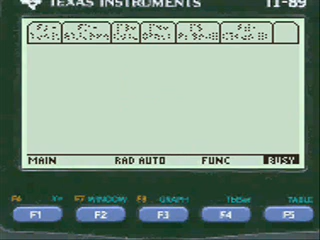 TEXAS INSTRUMENTS TI-89
MAIN RAD AUTO FUNC BUSY
F6 F7 WINDOW F8 GRAPH TblSet TABLE
F1 F2 F3 F4 F5